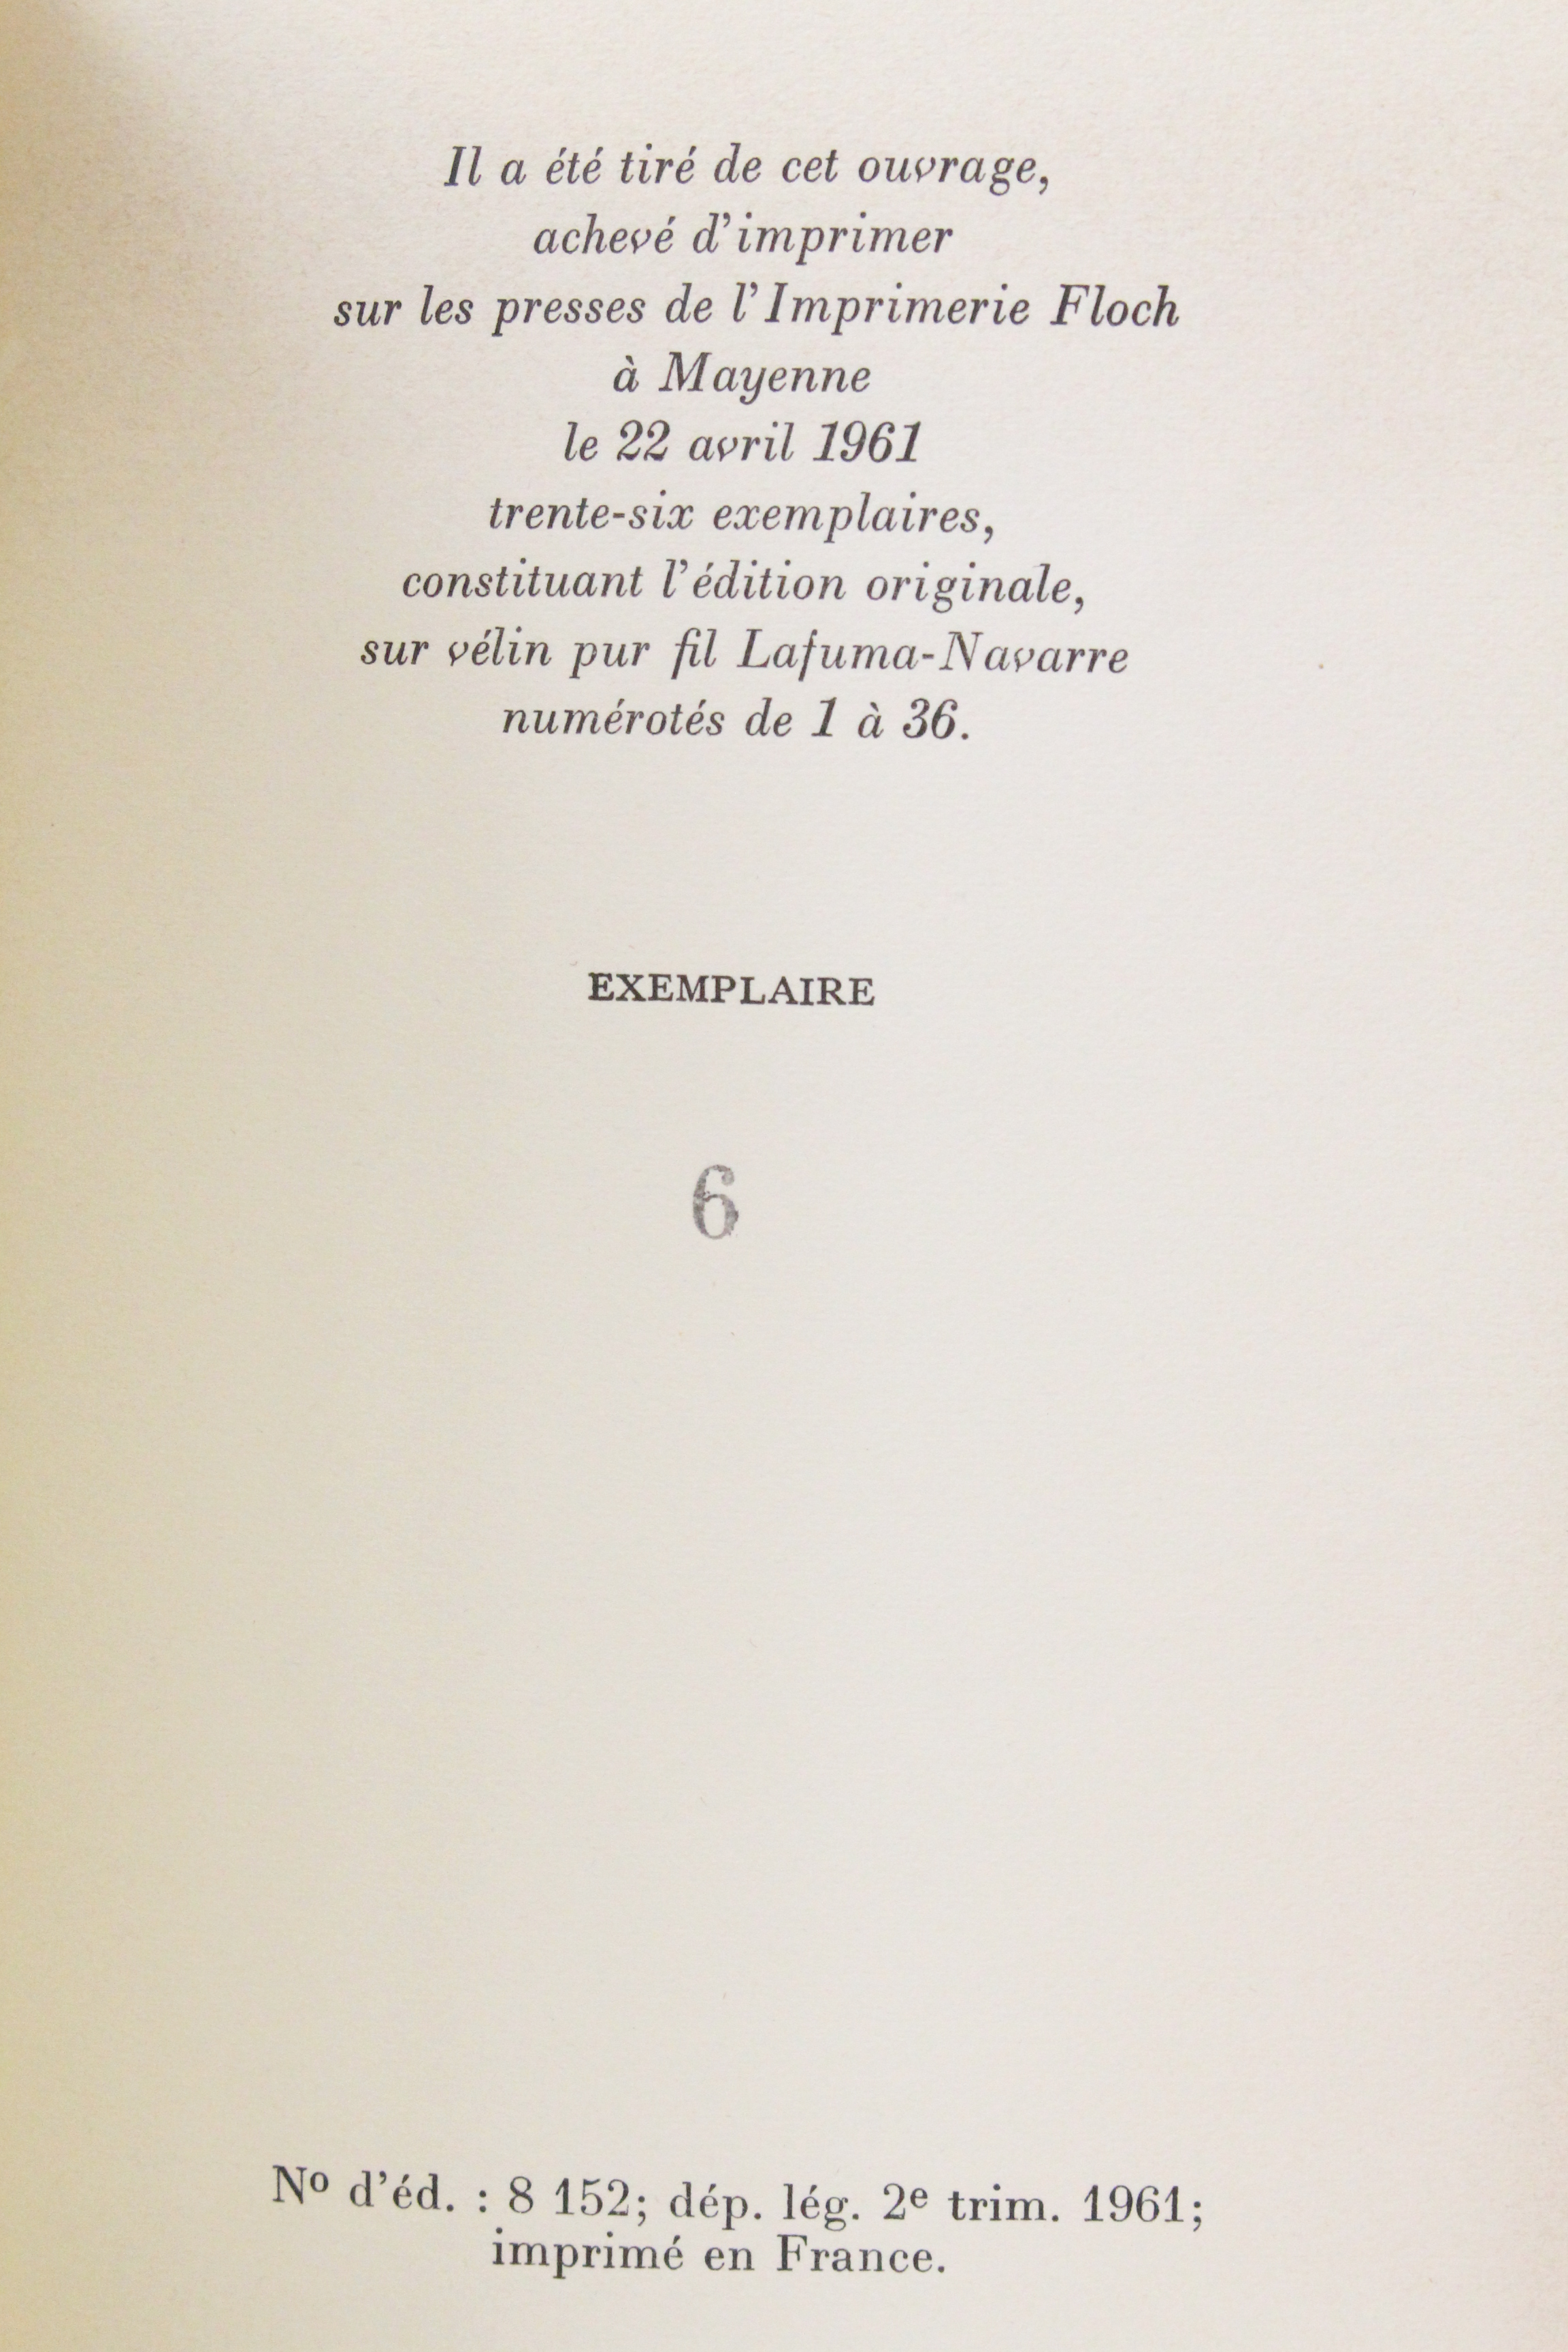 Il a été tiré de cet ouvrage,
achevé d'imprimer
sur les presses de l'Imprimerie Floch
à Mayenne
le 22 avril 1961
trente-six exemplaires,
constituant l'édition originale,
sur vélin pur fil Lafuma-Navarre
numérotés de 1 à 36.
EXEMPLAIRE
6
Nº d'éd. : 8 152; dép. lég. 2e trim. 1961;
imprimé en France.